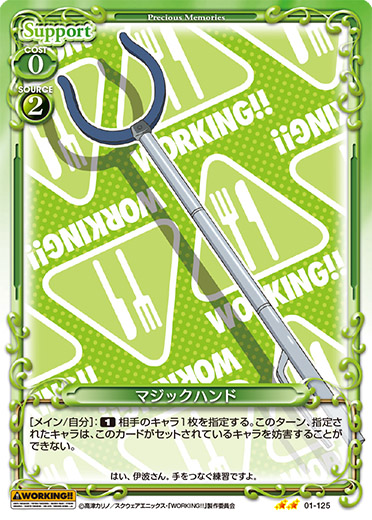 Precious Memories
Support
COST
0
SOURCE
2
WORKING!!
WORKING!!
WORKING!!
WORKING!!
マジックハンド
[メイン/自分]：1 相手のキャラ1枚を指定する。このターン、指定
されたキャラは、このカードがセットされているキャラを妨害することが
できない。
はい、伊波さん。手をつなぐ練習ですよ。
WORKING!!
©高津カリノ／スクウェアエニックス・「WORKING!!」製作委員会
01-125